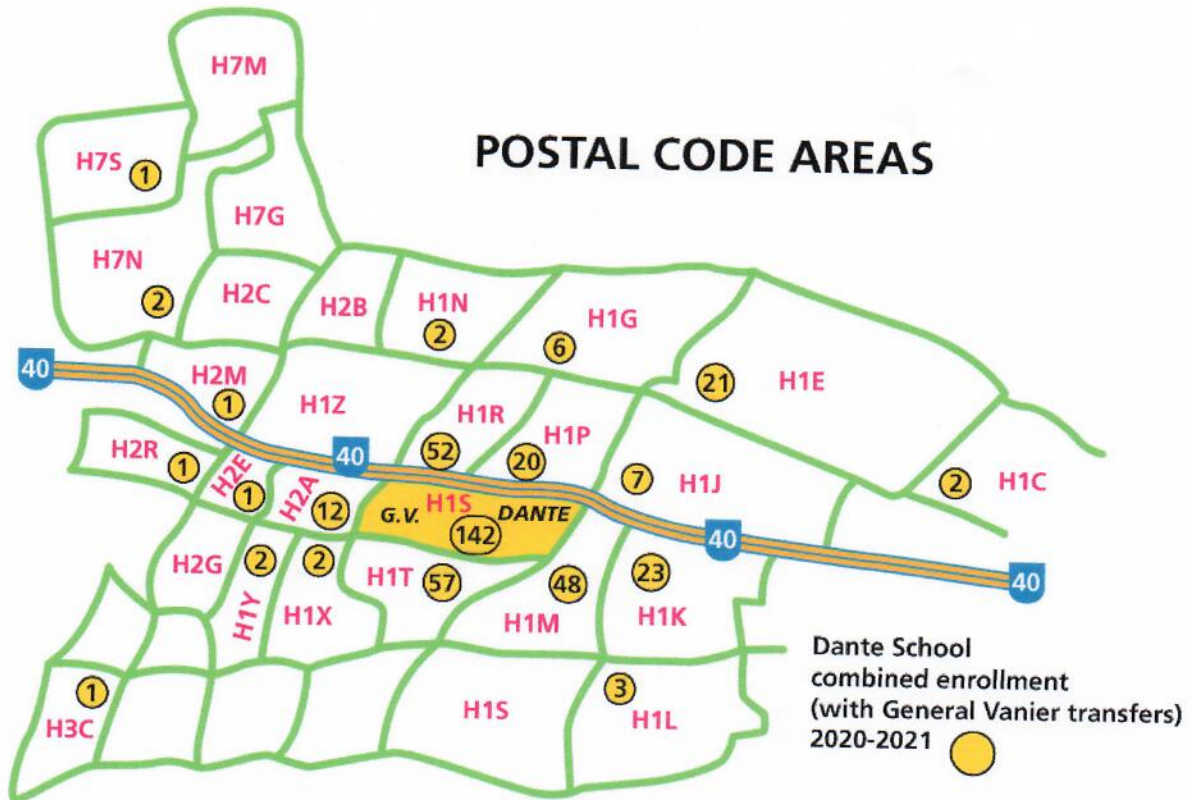 H7M
POSTAL CODE AREAS
H7S
1
H7G
H7N
2
H2C
H2B
H1N
2
H1G
6
40
H2M
1
H1Z
21
H1E
H1R
52
H1P
20
40
H2R
1
H2E
1
H2A
12
7
H1J
2
H1C
G.V.
H1S
DANTE
142
40
40
H2G
2
H1Y
2
H1X
H1T
57
48
H1M
23
H1K
Dante School
combined enrollment
(with General Vanier transfers)
2020-2021
1
H3C
H1S
3
H1L